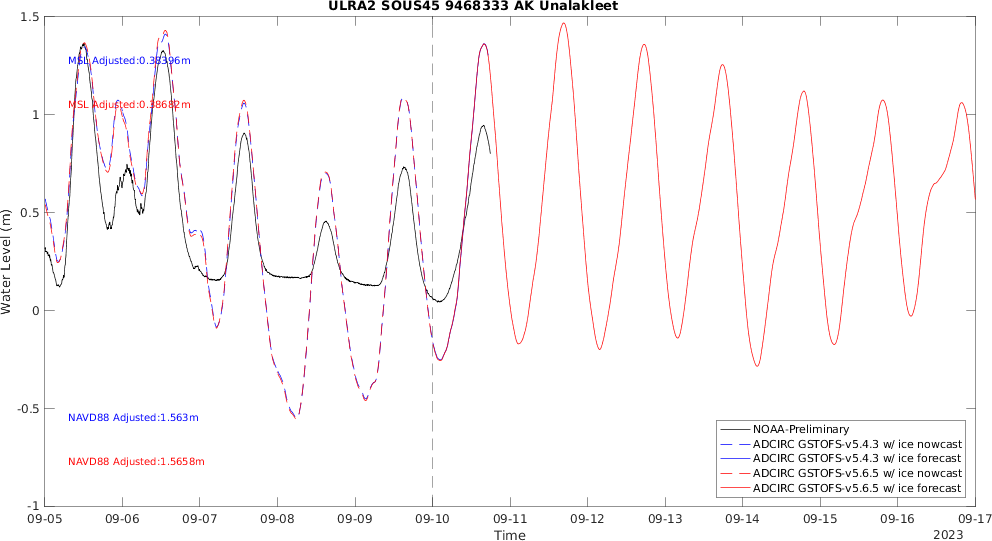 ULRA2 SOUS45 9468333 AK Unalakleet
1.5
1
0.5
0
-0.5
-1
Water Level (m)
MSL Adjusted:0.38396m
MSL Adjusted:0.38682m
NAVD88 Adjusted:1.563m
NAVD88 Adjusted:1.5658m
NOAA-Preliminary
ADCIRC GSTOFS-v5.4.3 w/ ice nowcast
ADCIRC GSTOFS-v5.4.3 w/ ice forecast
ADCIRC GSTOFS-v5.6.5 w/ ice nowcast
ADCIRC GSTOFS-v5.6.5 w/ ice forecast
09-05 09-06 09-07 09-08 09-09 09-10 09-11 09-12 09-13 09-14 09-15 09-16 09-17
Time
2023